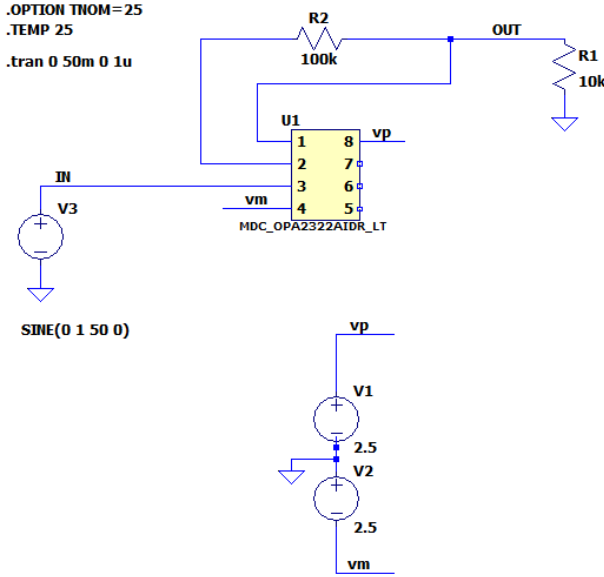 .OPTION TNOM=25
.TEMP 25
.tran 0 50m 0 1u
R2
100k
OUT
R1
10k
U1
1 8 vp
2 7
3 6
4 5
IN
vm
V3
MDC_OPA2322AIDR_LT
SINE(0 1 50 0)
vp
V1
2.5
V2
2.5
vm